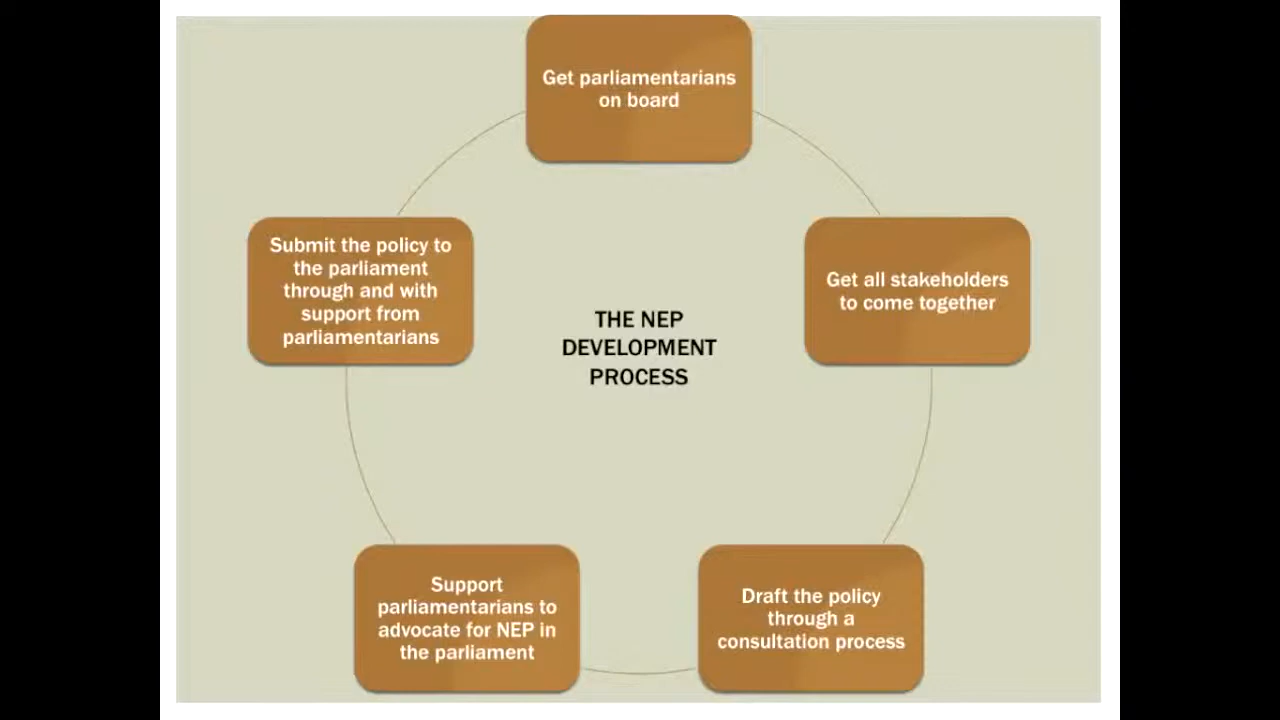 Get parliamentarians
on board
Get all stakeholders
to come together
Draft the policy
through a
consultation process
Support
parliamentarians to
advocate for NEP in
the parliament
Submit the policy to
the parliament
through and with
support from
parliamentarians
THE NEP
DEVELOPMENT
PROCESS